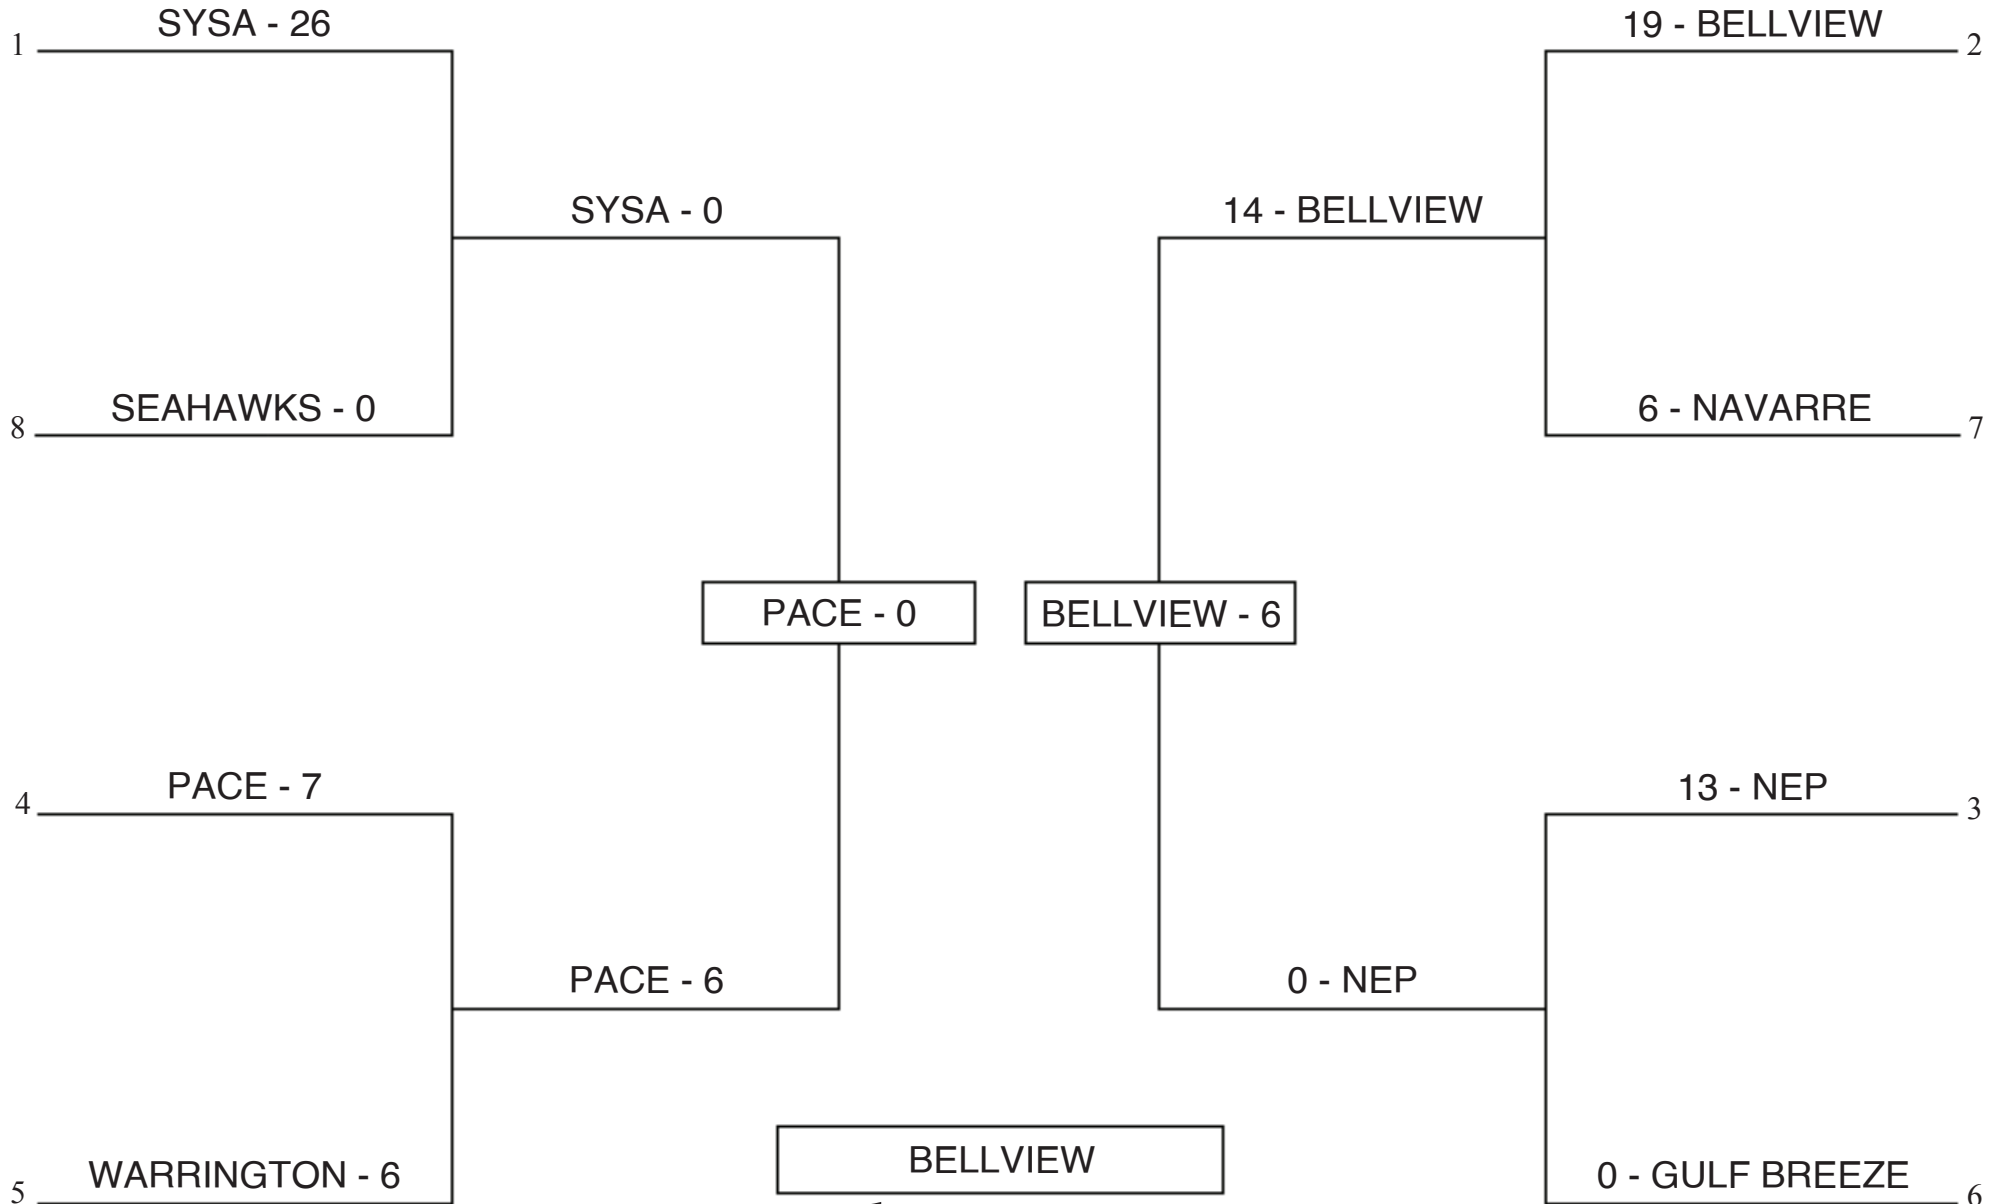 SYSA - 26
1
19 - BELLVIEW
2
SYSA - 0
14 - BELLVIEW
SEAHAWKS - 0
8
6 - NAVARRE
7
PACE - 0
BELLVIEW - 6
PACE - 7
4
13 - NEP
3
PACE - 6
0 - NEP
BELLVIEW
WARRINGTON - 6
5
0 - GULF BREEZE
6